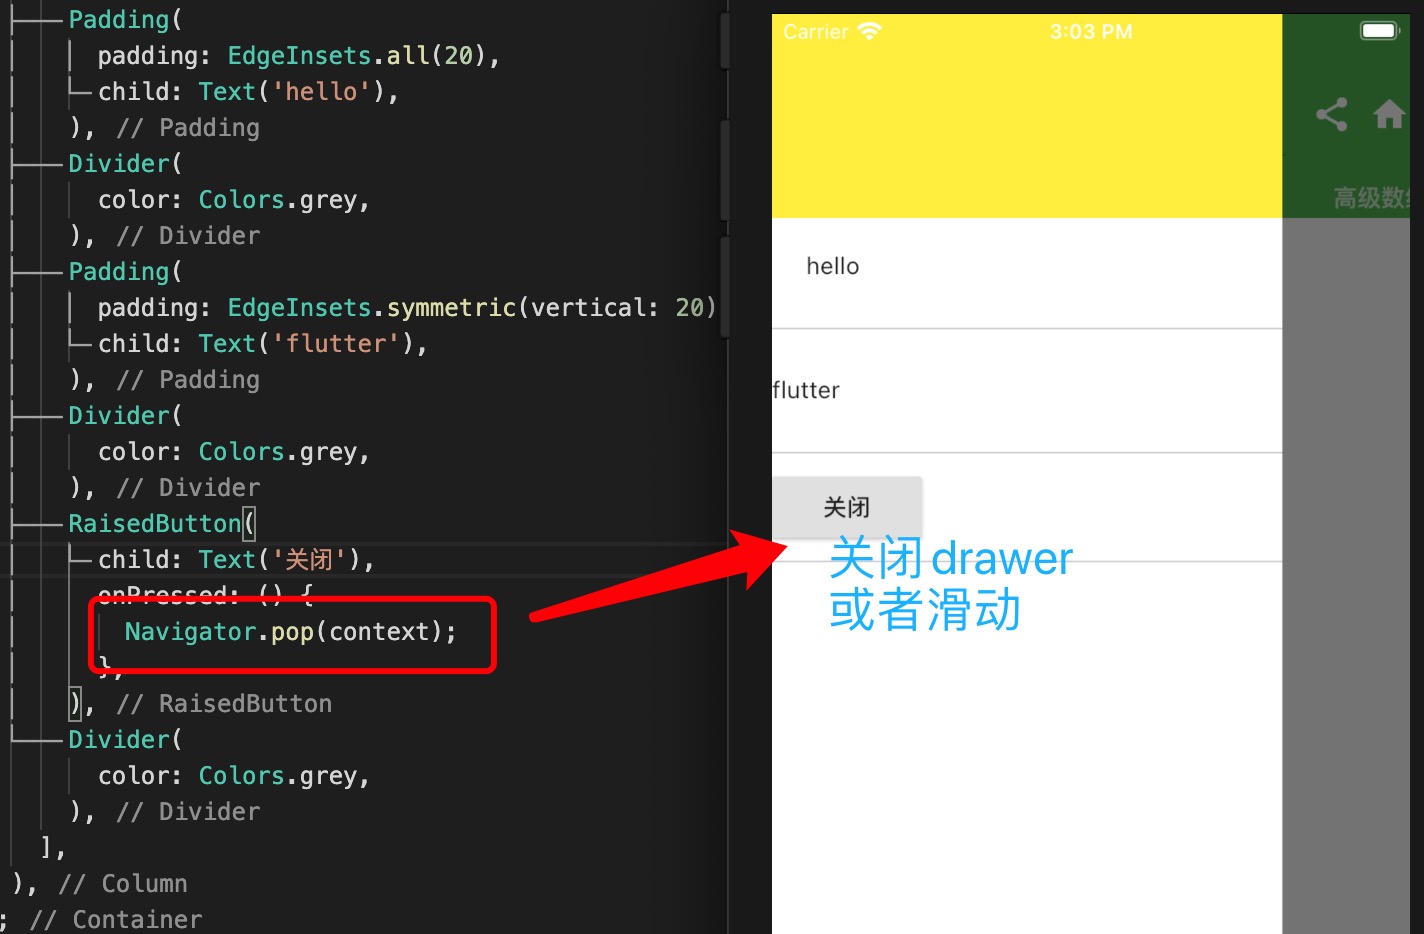 Padding(
padding: EdgeInsets.all(20),
child: Text('hello'),
), // Padding
Divider(
color: Colors.grey,
), // Divider
Padding(
padding: EdgeInsets.symmetric(vertical: 20)
child: Text('flutter'),
), // Padding
Divider(
color: Colors.grey,
), // Divider
RaisedButton(
child: Text('关闭'),
onPressed: () {
Navigator.pop(context);
},
), // RaisedButton
Divider(
color: Colors.grey,
), // Divider
],
), // Column
; // Container
Carrier
3:03 PM
高级数
hello
flutter
关闭
关闭drawer
或者滑动